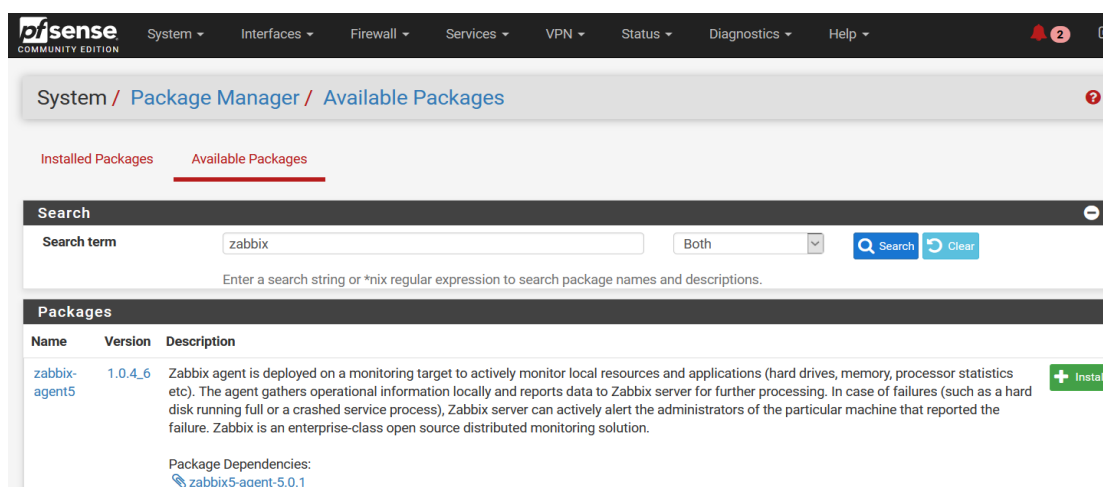 pfsense System Interfaces Firewall Services VPN Status Diagnostics Help 2
COMMUNITY EDITION
System / Package Manager / Available Packages
Installed Packages Available Packages
Search
Search term zabbix Both Search Clear
Enter a search string or *nix regular expression to search package names and descriptions.
Packages
Name Version Description
zabbix- 1.0.4_6 Zabbix agent is deployed on a monitoring target to actively monitor local resources and applications (hard drives, memory, processor statistics
agent5 etc). The agent gathers operational information locally and reports data to Zabbix server for further processing. In case of failures (such as a hard
disk running full or a crashed service process), Zabbix server can actively alert the administrators of the particular machine that reported the
failure. Zabbix is an enterprise-class open source distributed monitoring solution.
Package Dependencies:
zabbix5-agent-5.0.1